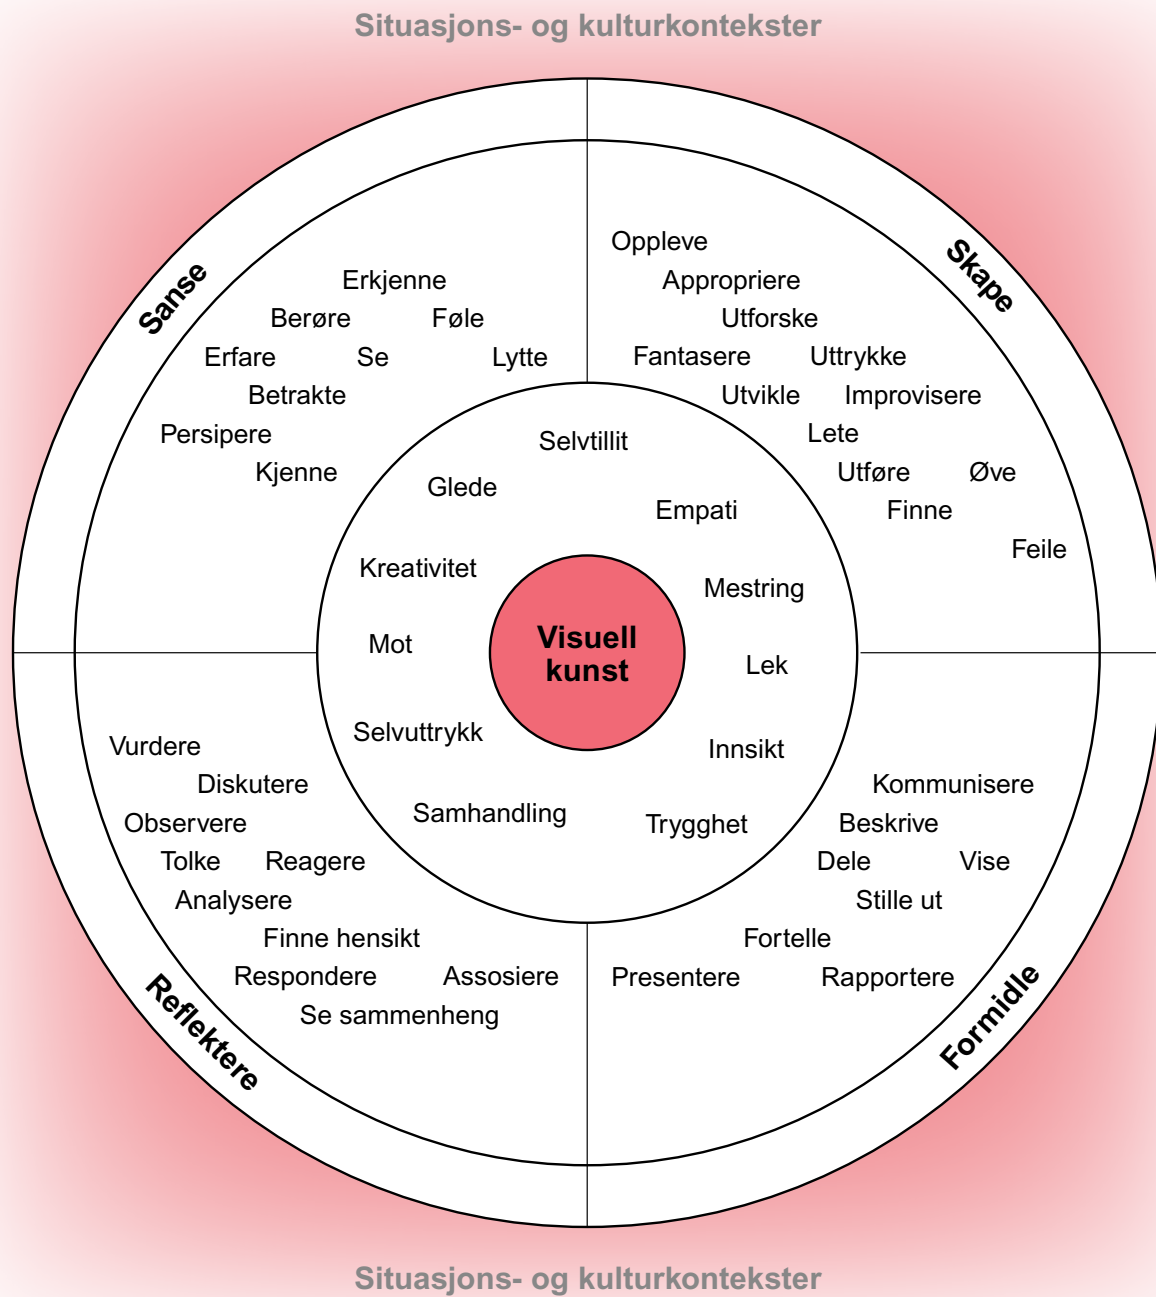 Situasjons- og kulturkontekster
Sanse
Erkjenne
Berøre Føle
Erfare Se Lytte
Betrakte
Persipere
Kjenne
Skape
Oppleve
Appropriere
Utforske
Fantasere Uttrykke
Utvikle Improvisere
Lete
Utføre Øve
Finne
Feile
Selvtillit
Glede
Empati
Kreativitet
Mestring
Mot
Lek
Selvuttrykk
Innsikt
Samhandling
Trygghet
Visuell
kunst
Reflektere
Vurdere
Diskutere
Observere
Tolke Reagere
Analysere
Finne hensikt
Respondere Assosiere
Se sammenheng
Formidle
Kommunisere
Beskrive
Dele Vise
Stille ut
Fortelle
Presentere Rapportere
Situasjons- og kulturkontekster